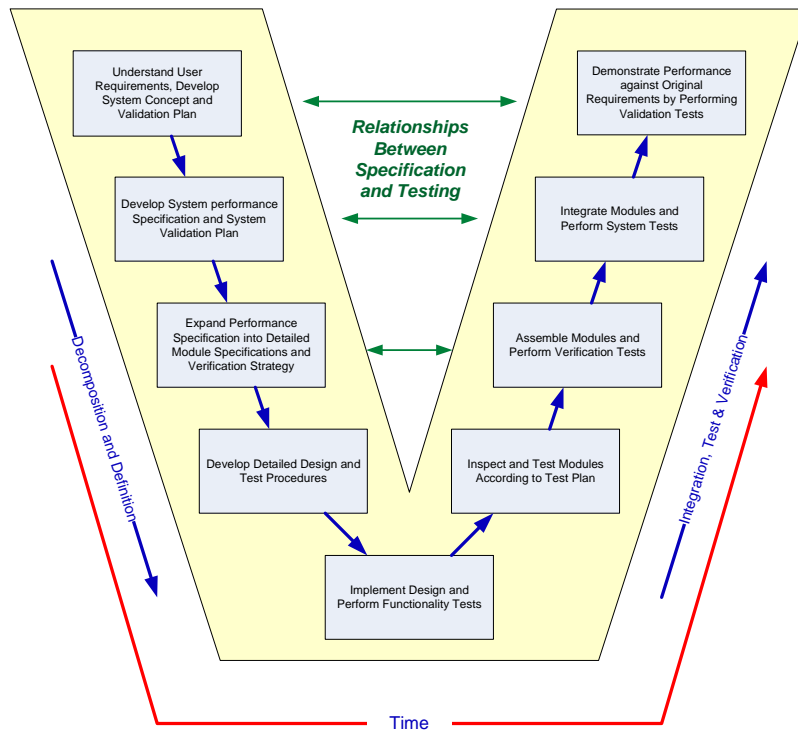 Understand User
Requirements, Develop
System Concept and
Validation Plan
Demonstrate Performance
against Original
Requirements by Performing
Validation Tests
Relationships
Between
Specification
and Testing
Develop System performance
Specification and System
Validation Plan
Integrate Modules and
Perform System Tests
Expand Performance
Specification into Detailed
Module Specifications and
Verification Strategy
Assemble Modules and
Perform Verification Tests
Decomposition and Definition
Integration, Test & Verification
Develop Detailed Design and
Test Procedures
Inspect and Test Modules
According to Test Plan
Implement Design and
Perform Functionality Tests
Time